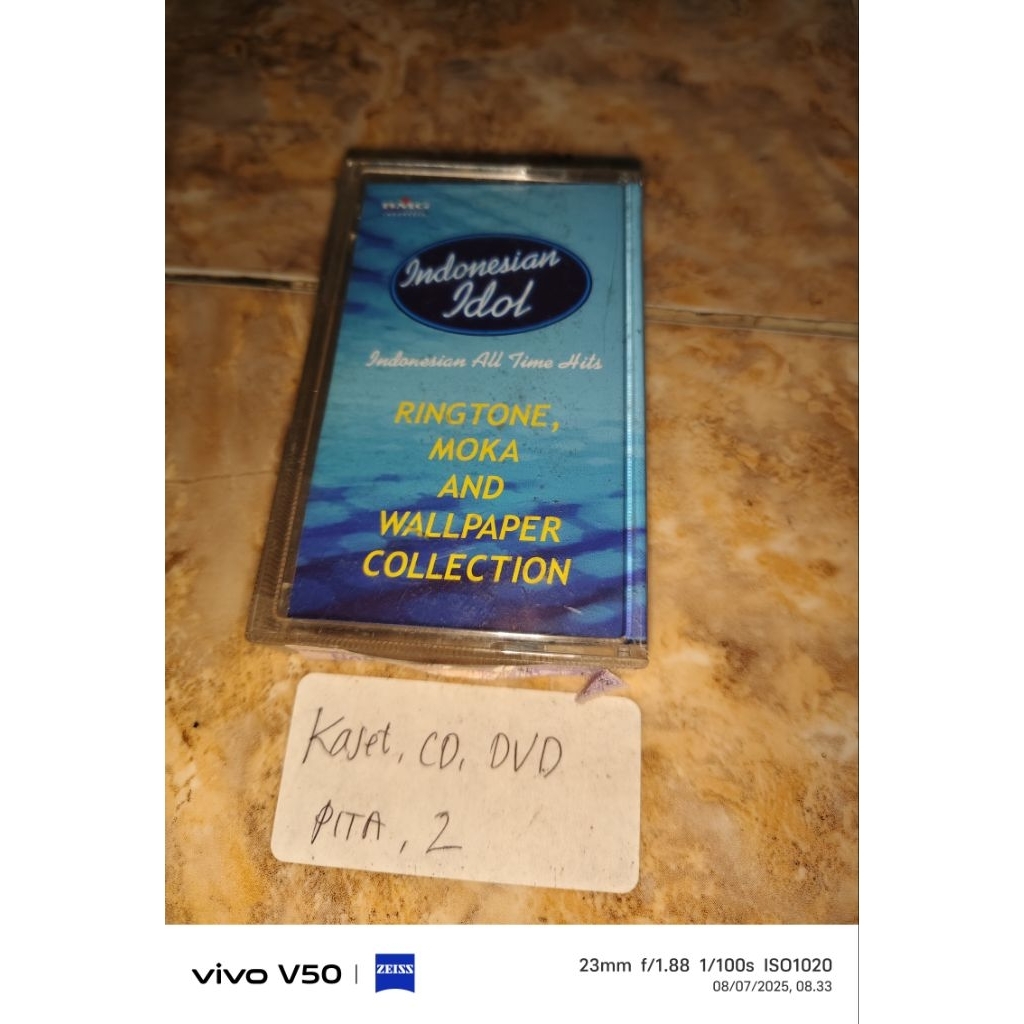 BMG
Indonesian
Idol
Indonesian All Time Hits
RINGTONE,
MOKA
AND
WALLPAPER
COLLECTION
Kaset, CD, DVD
PITA, 2
vivo V50 | ZEISS
23mm f/1.88 1/100s ISO1020
08/07/2025, 08.33